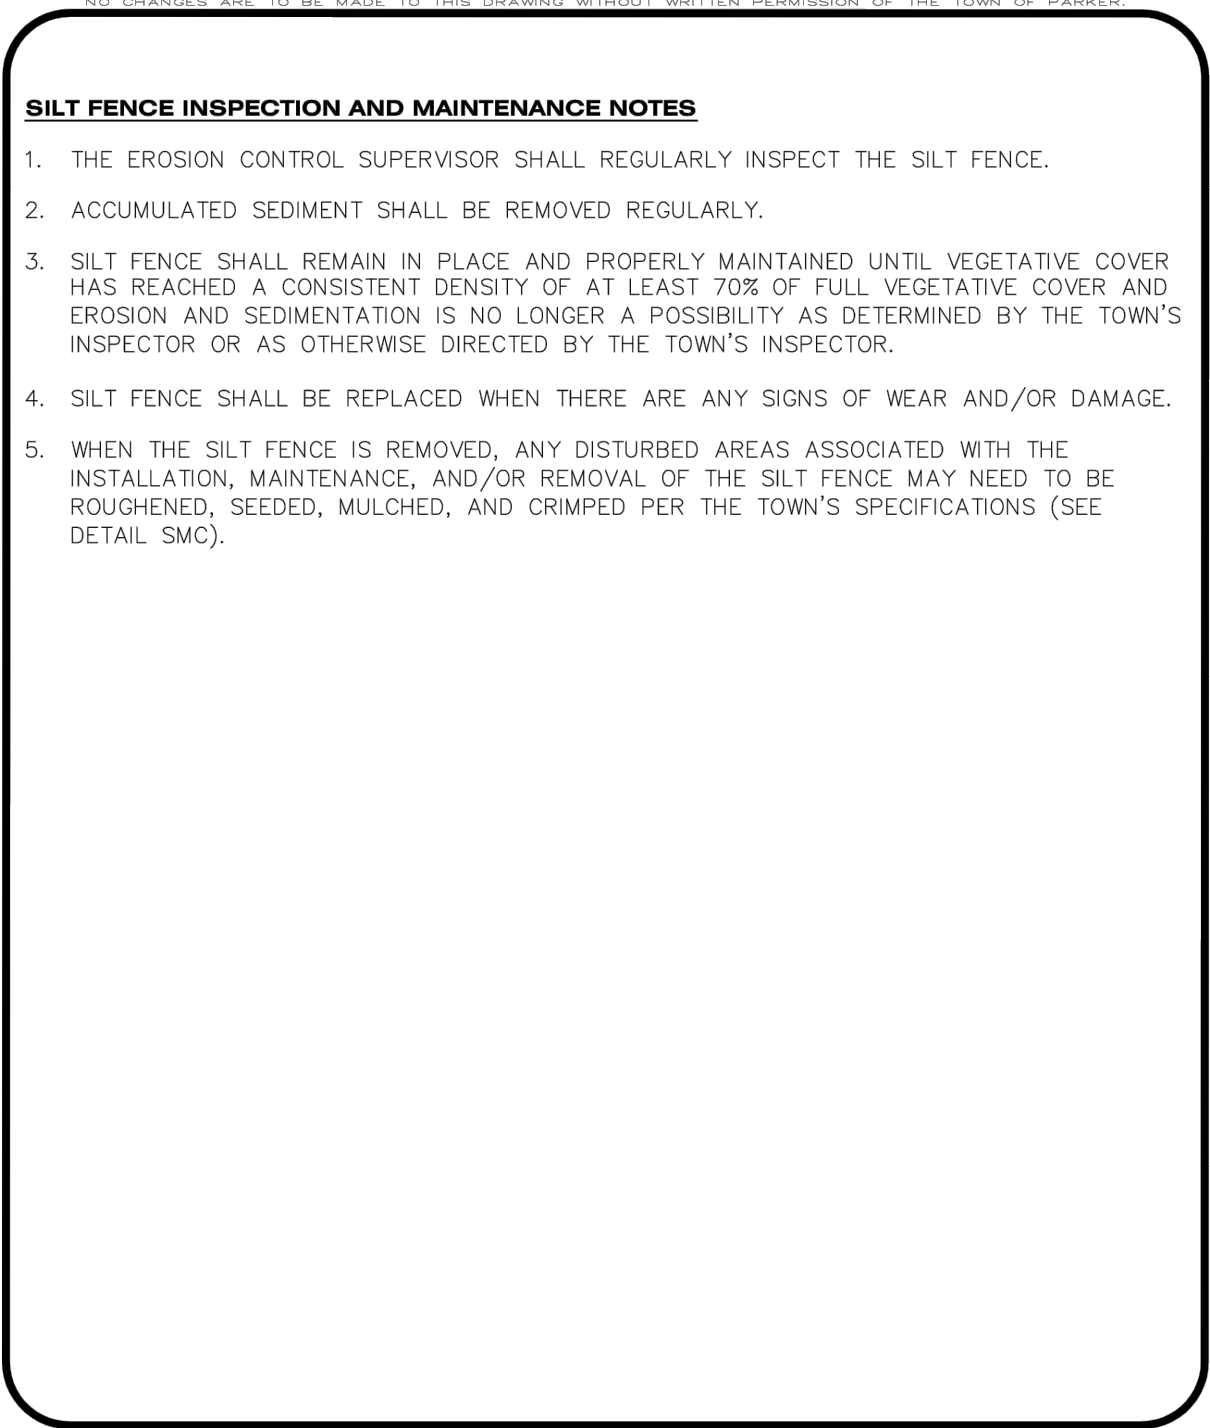 NO CHANGES ARE TO BE MADE TO THIS DRAWING WITHOUT WRITTEN PERMISSION OF THE TOWN OF PARKER.
SILT FENCE INSPECTION AND MAINTENANCE NOTES
1. THE EROSION CONTROL SUPERVISOR SHALL REGULARLY INSPECT THE SILT FENCE.
2. ACCUMULATED SEDIMENT SHALL BE REMOVED REGULARLY.
3. SILT FENCE SHALL REMAIN IN PLACE AND PROPERLY MAINTAINED UNTIL VEGETATIVE COVER
HAS REACHED A CONSISTENT DENSITY OF AT LEAST 70% OF FULL VEGETATIVE COVER AND
EROSION AND SEDIMENTATION IS NO LONGER A POSSIBILITY AS DETERMINED BY THE TOWN'S
INSPECTOR OR AS OTHERWISE DIRECTED BY THE TOWN'S INSPECTOR.
4. SILT FENCE SHALL BE REPLACED WHEN THERE ARE ANY SIGNS OF WEAR AND/OR DAMAGE.
5. WHEN THE SILT FENCE IS REMOVED, ANY DISTURBED AREAS ASSOCIATED WITH THE
INSTALLATION, MAINTENANCE, AND/OR REMOVAL OF THE SILT FENCE MAY NEED TO BE
ROUGHENED, SEEDED, MULCHED, AND CRIMPED PER THE TOWN'S SPECIFICATIONS (SEE
DETAIL SMC).